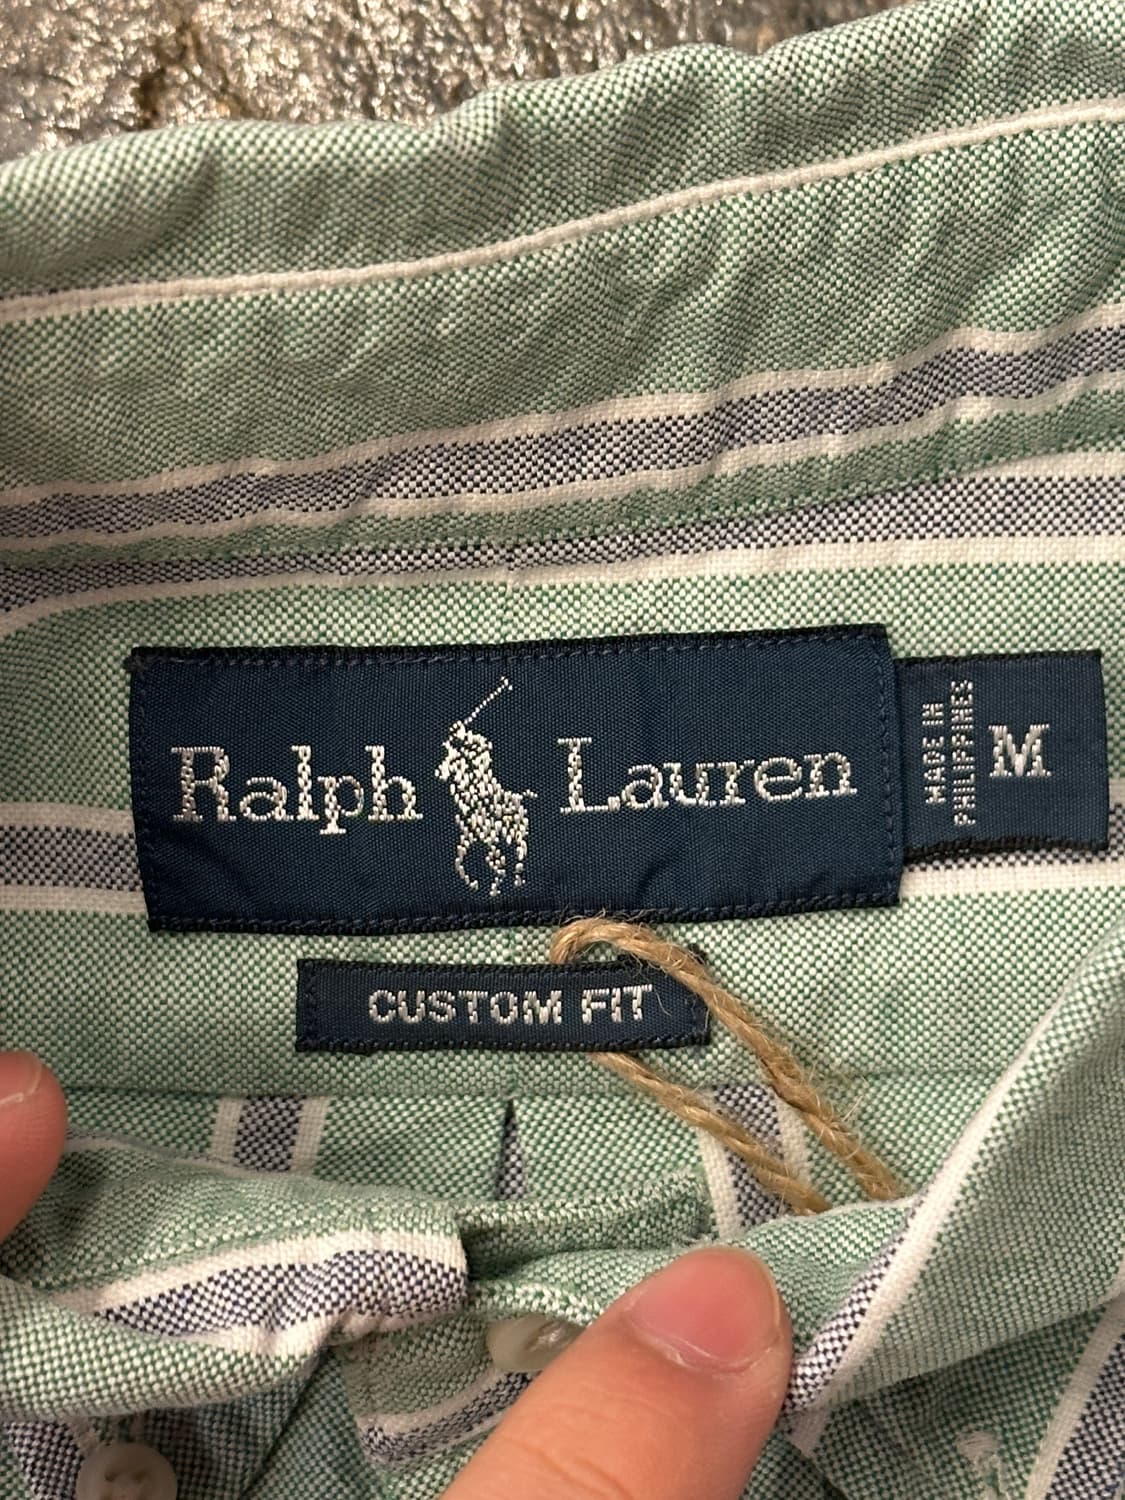 Ralph Lauren
MADE IN
PHILIPPINES
M
CUSTOM FIT